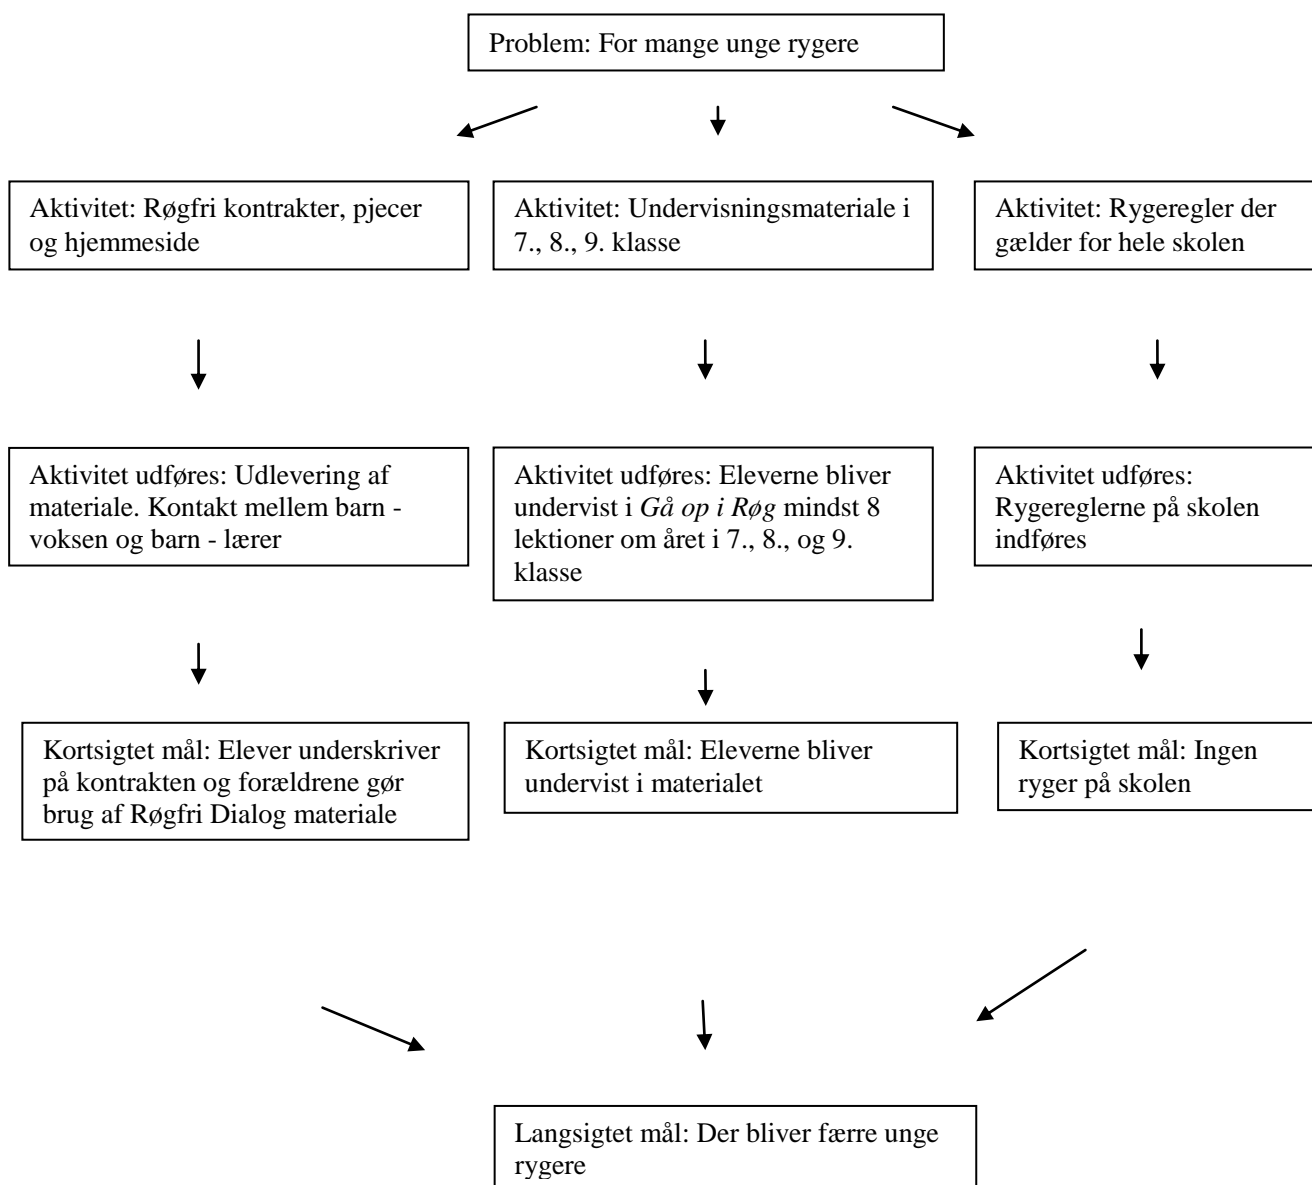 Problem: For mange unge rygere
Aktivitet: Røgfri kontrakter, pjecer
og hjemmeside
Aktivitet: Undervisningsmateriale i
7., 8., 9. klasse
Aktivitet: Rygeregler der
gælder for hele skolen
Aktivitet udføres: Udlevering af
materiale. Kontakt mellem barn -
voksen og barn - lærer
Aktivitet udføres: Eleverne bliver
undervist i Gå op i Røg mindst 8
lektioner om året i 7., 8., og 9.
klasse
Aktivitet udføres:
Rygereglerne på skolen
indføres
Kortsigtet mål: Elever underskriver
på kontrakten og forældrene gør
brug af Røgfri Dialog materiale
Kortsigtet mål: Eleverne bliver
undervist i materialet
Kortsigtet mål: Ingen
ryger på skolen
Langsigtet mål: Der bliver færre unge
rygere